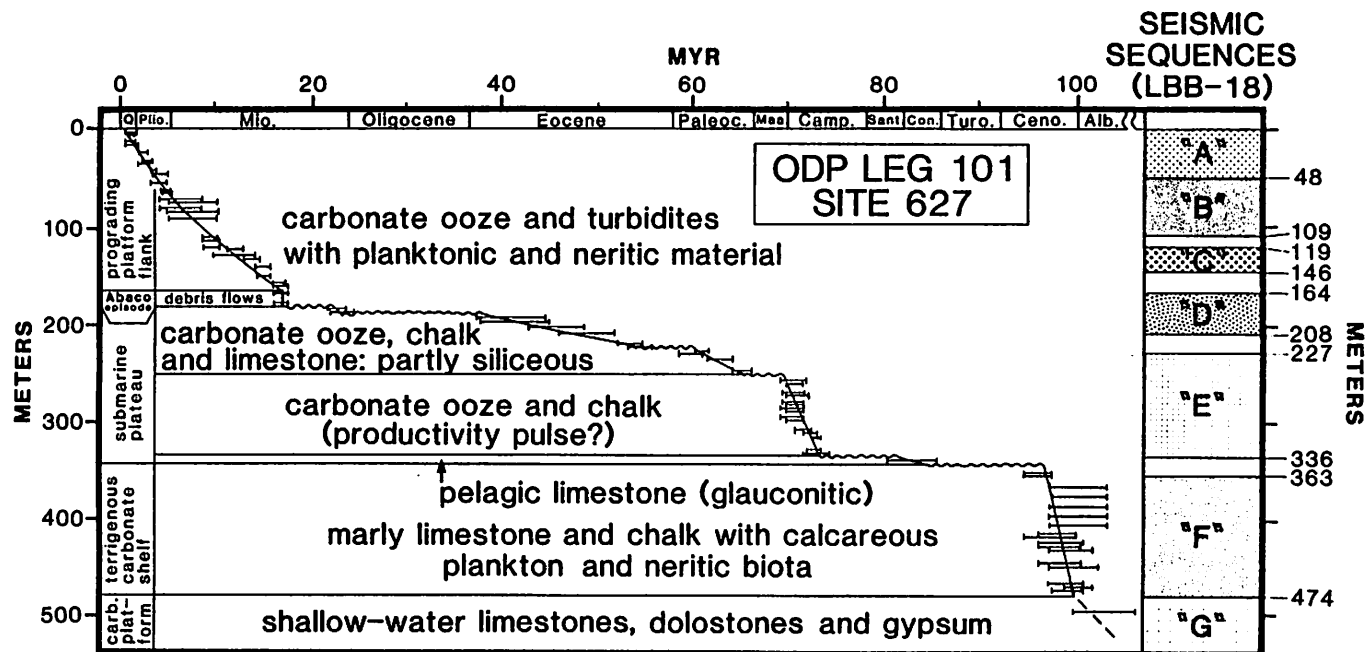 SEISMIC
SEQUENCES
(LBB-18)
MYR
0 20 40 60 80 100
Q Plio. Mio. Oligocene Eocene Paleoc. Maa Camp. Sant Con. Turo. Ceno. Alb.
METERS
0
100
200
300
400
500
prograding
platform
flank
Abaco
episode
submarine
plateau
terrigenous
carbonate
shelf
carb.
plat-
form
ODP LEG 101
SITE 627
carbonate ooze and turbidites
with planktonic and neritic material
debris flows
carbonate ooze, chalk
and limestone: partly siliceous
carbonate ooze and chalk
(productivity pulse?)
pelagic limestone (glauconitic)
marly limestone and chalk with calcareous
plankton and neritic biota
shallow-water limestones, dolostones and gypsum
"A"
"B"
"C"
"D"
"E"
"F"
"G"
48
109
119
146
164
208
227
336
363
474
METERS